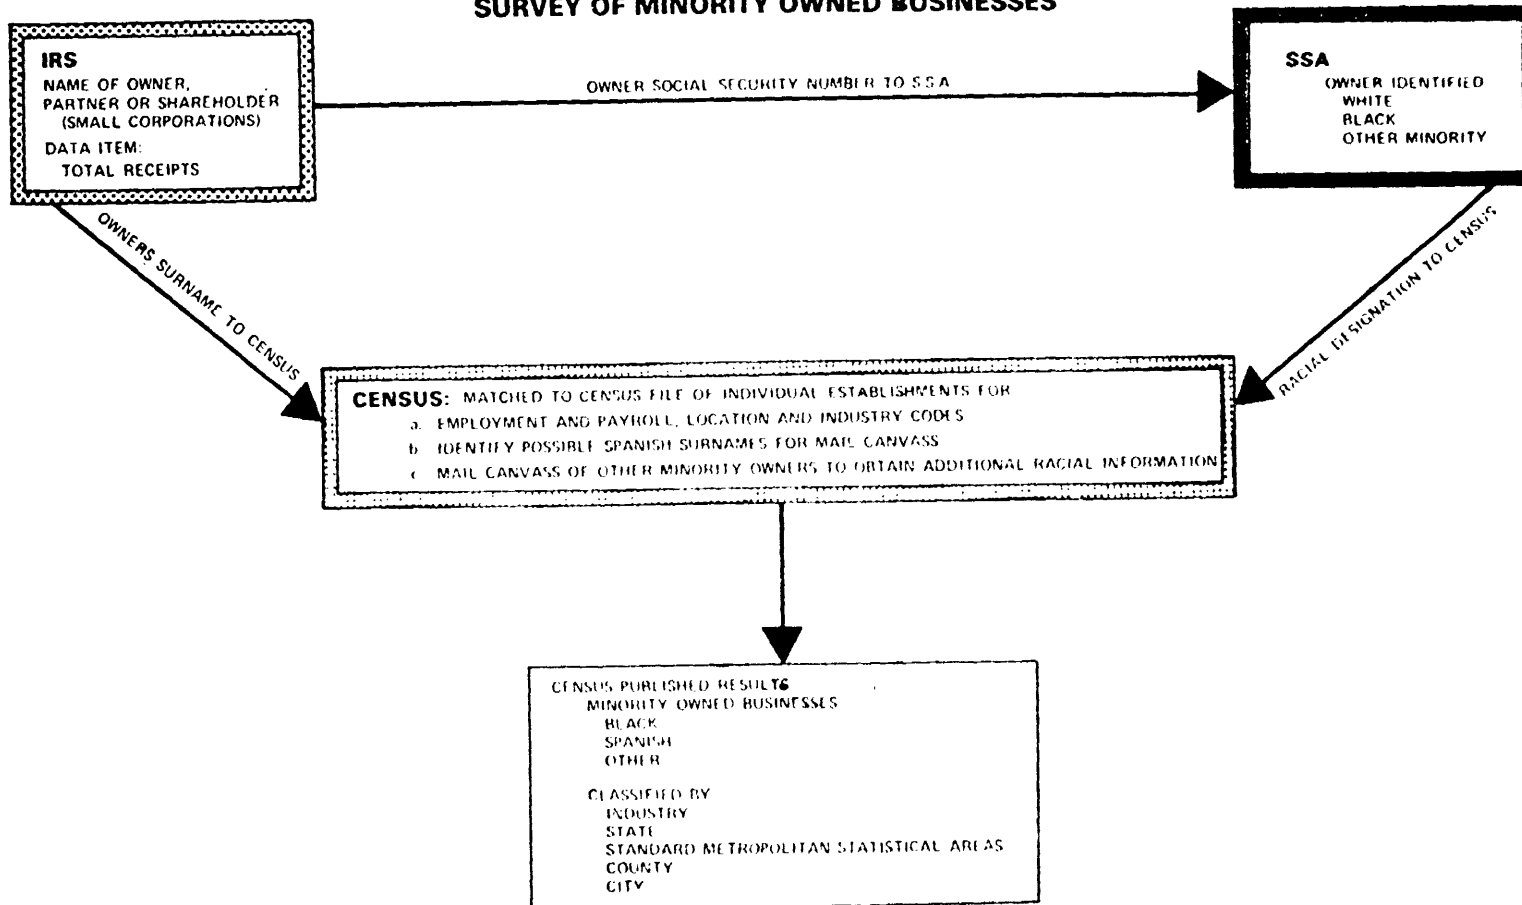 SURVEY OF MINORITY OWNED BUSINESSES
IRS
NAME OF OWNER,
PARTNER OR SHAREHOLDER
(SMALL CORPORATIONS)
DATA ITEM:
TOTAL RECEIPTS
OWNER SOCIAL SECURITY NUMBER TO SSA
SSA
OWNER IDENTIFIED
WHITE
BLACK
OTHER MINORITY
OWNERS SURNAME TO CENSUS
RACIAL DESIGNATION TO CENSUS
CENSUS: MATCHED TO CENSUS FILE OF INDIVIDUAL ESTABLISHMENTS FOR
a. EMPLOYMENT AND PAYROLL, LOCATION AND INDUSTRY CODES
b IDENTIFY POSSIBLE SPANISH SURNAMES FOR MAIL CANVASS
c MAIL CANVASS OF OTHER MINORITY OWNERS TO OBTAIN ADDITIONAL RACIAL INFORMATION
CENSUS PUBLISHED RESULTS
MINORITY OWNED BUSINESSES
BLACK
SPANISH
OTHER
CLASSIFIED BY
INDUSTRY
STATE
STANDARD METROPOLITAN STATISTICAL AREAS
COUNTY
CITY